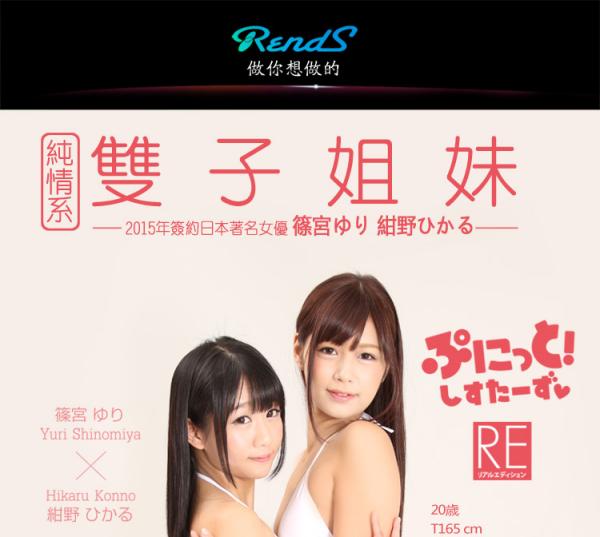 RENDS
做你想做的
純情系
雙子姐妹
2015年簽約日本著名女優 篠宮ゆり 紺野ひかる
ぷにっと!
しすたーず
RE
リアルエディション
篠宮 ゆり
Yuri Shinomiya
×
Hikaru Konno
紺野 ひかる
20歳
T165 cm